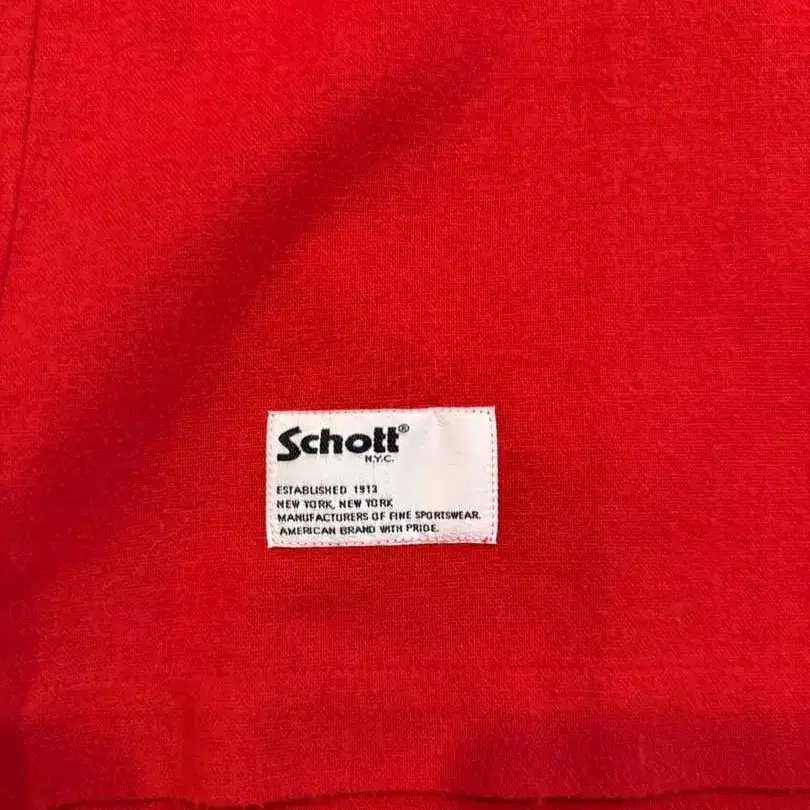 Schott®
N.Y.C.
ESTABLISHED 1913
NEW YORK, NEW YORK
MANUFACTURERS OF FINE SPORTSWEAR.
AMERICAN BRAND WITH PRIDE.